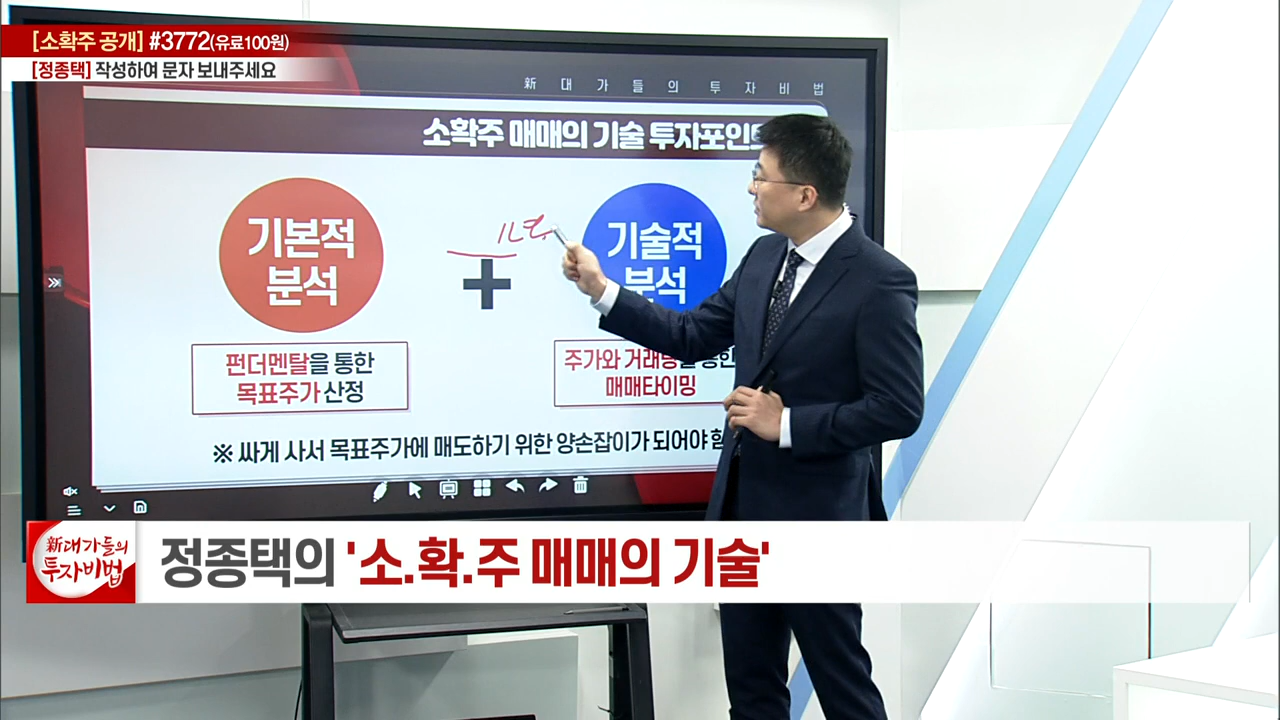 [소확주 공개] #3772(유료100원)
[정종택] 작성하여 문자 보내주세요
新 대가들의 투자비법
소확주 매매의 기술 투자포인트
기본적
분석
+
기술적
분석
펀더멘탈을 통한
목표주가 산정
주가와 거래량을 통한
매매타이밍
※ 싸게 사서 목표주가에 매도하기 위한 양손잡이가 되어야 함
新대가들의
투자비법
정종택의 '소.확.주 매매의 기술'